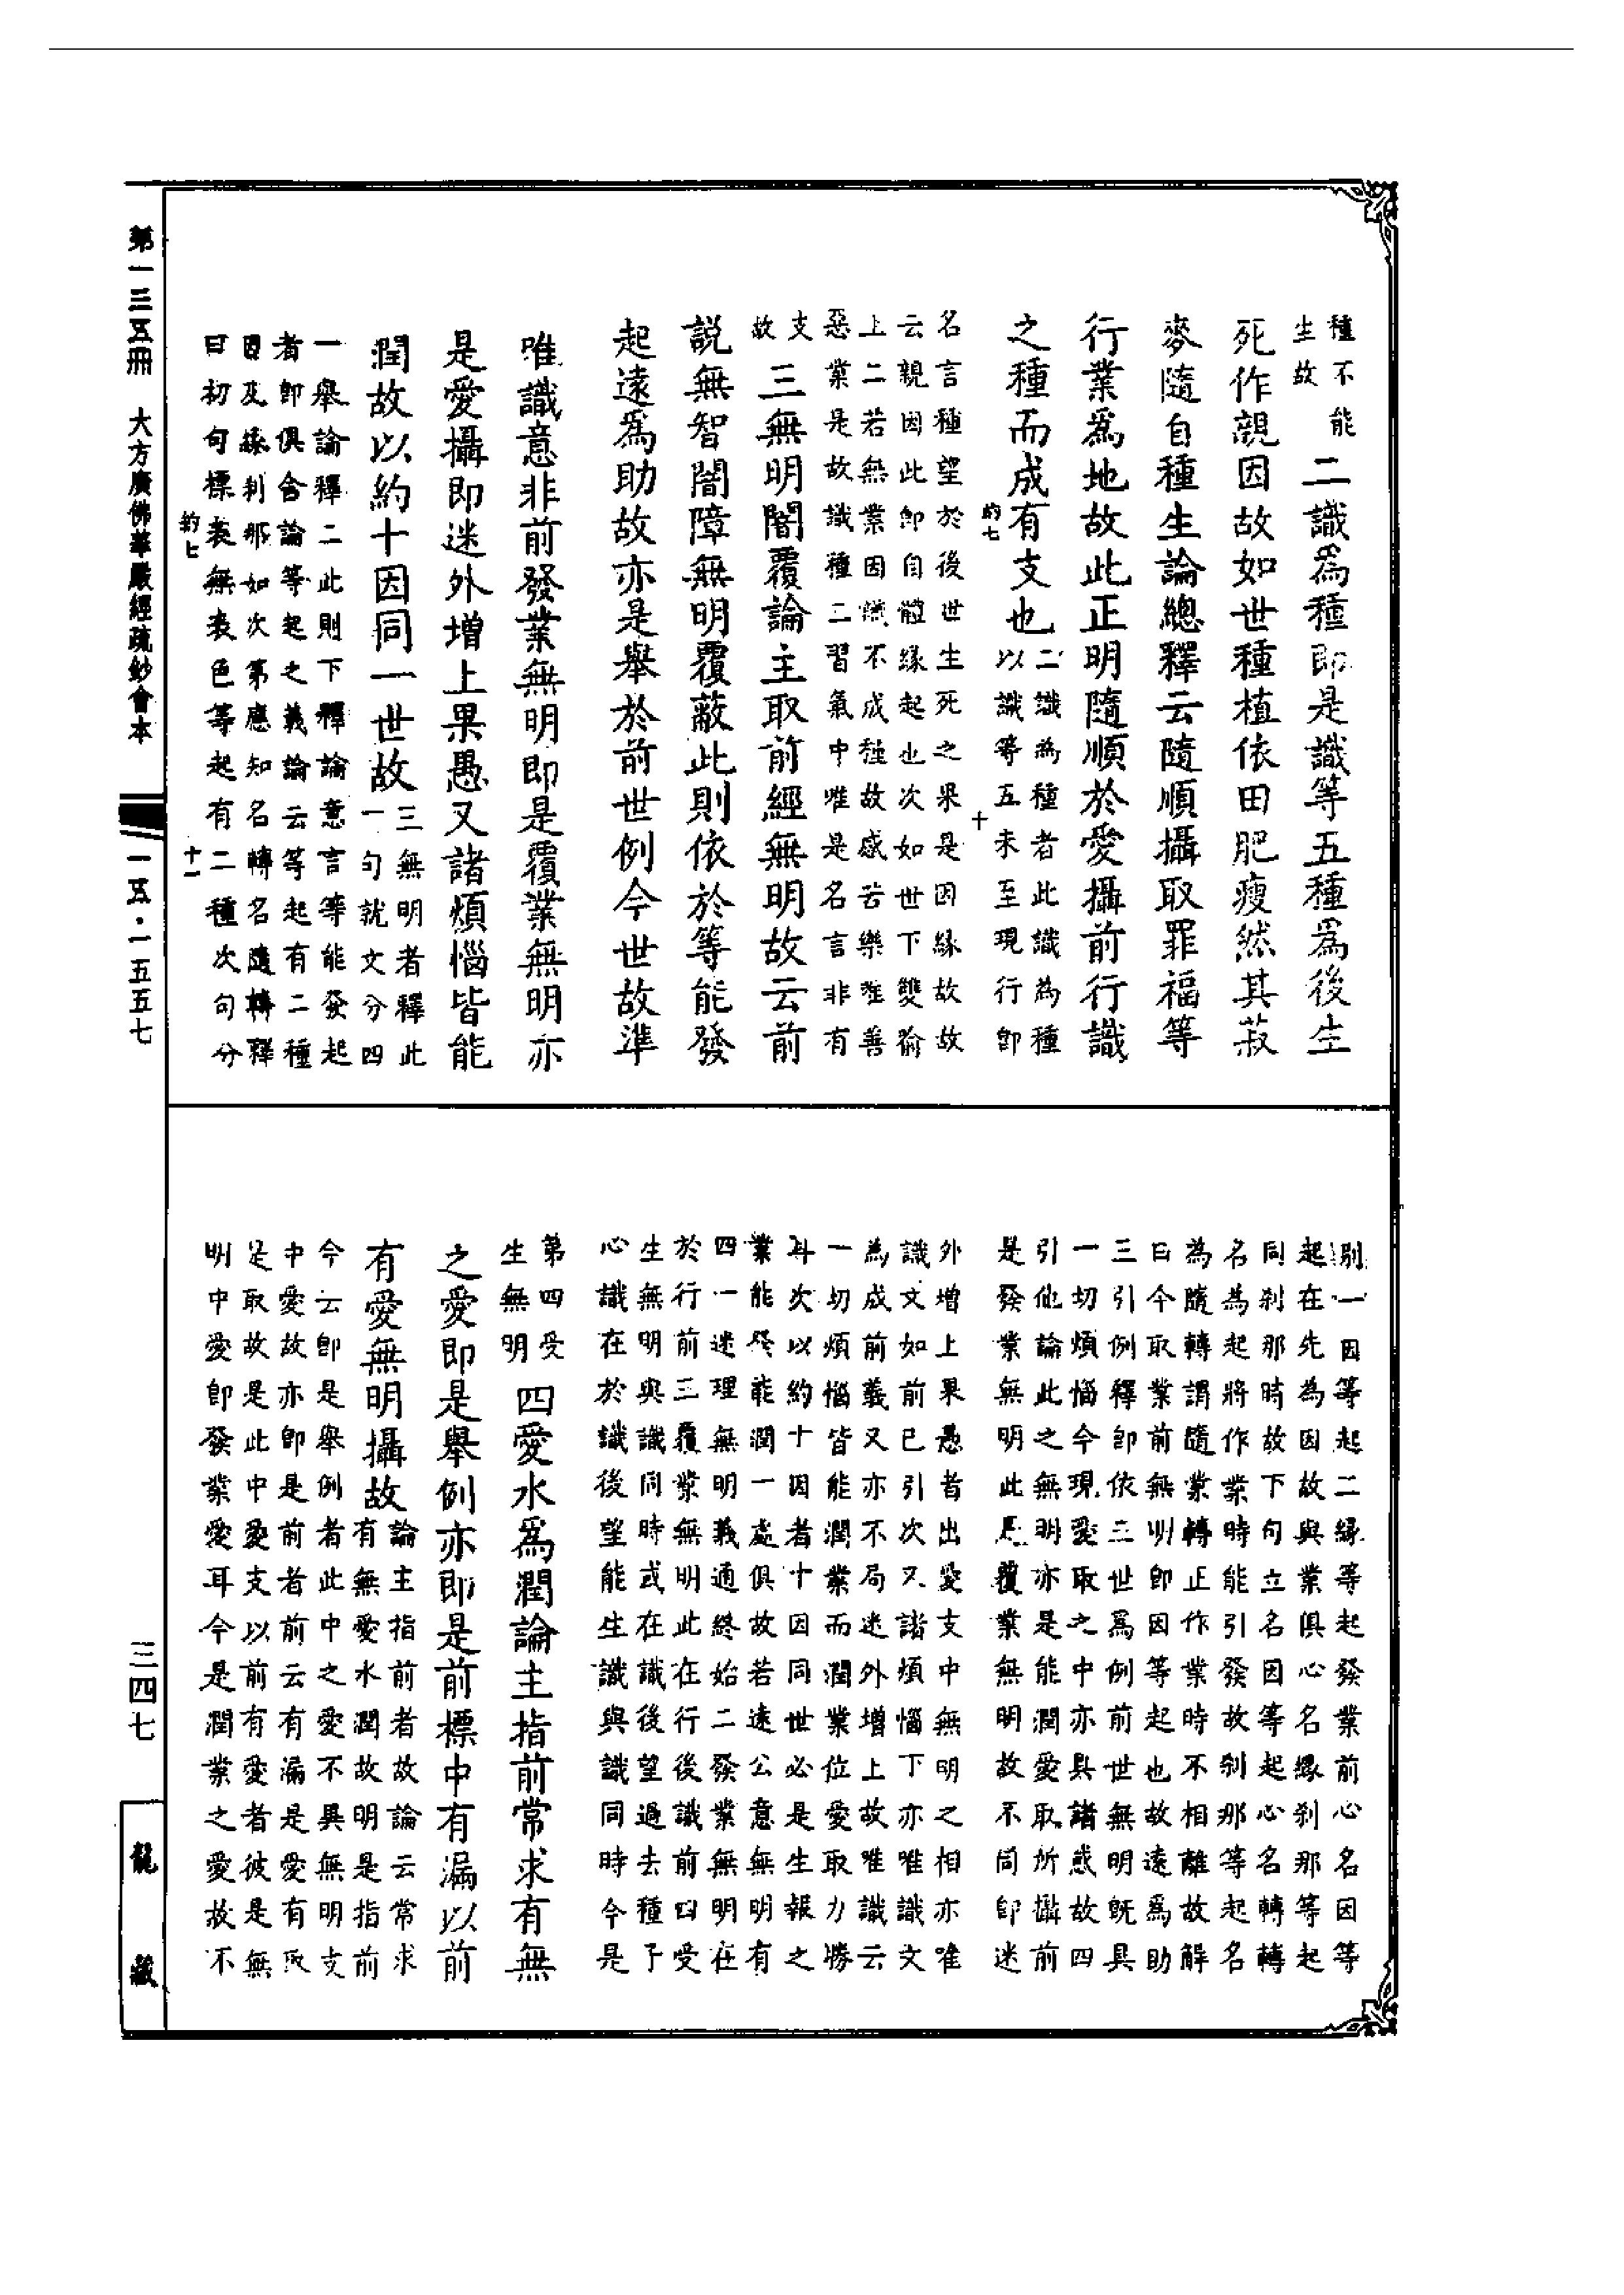 種不能
生故
二識爲種即是識等五種爲後生
死作親因故如世種植依田肥瘦然其菽
麥隨自種生論總釋云隨順攝取罪福等
行業爲地故此正明隨順於愛攝前行識
之種而成有支也
二識為種者此識為種
以識等五未至現行即
名言種望於後世生死之果是因緣故故
云親因此即自體緣起也次如世下雙喻
上二若無業因識不成種故感苦樂唯善
惡業是故識種二習氣中唯是名言非有
支
故
三無明闇覆論主取前經無明故云前
說無智闇障無明覆蔽此則依於等能發
起遠爲助故亦是舉於前世例今世故準
唯識意非前發業無明即是覆業無明亦
是愛攝即迷外增上果愚又諸煩惱皆能
潤故以約十因同一世故
三無明者釋此
一句就文分四
一舉論釋二此則下釋論意言等能發起
者即俱舍論等起之義論云等起有二種
因及緣刹那如次第應知名轉名隨轉釋
曰初句標表無表色等起有二種次句分
別一因等起二緣等起發業前心名因等
起在先為因故與業俱心名緣刹那等起
同刹那時故下句立名因等起心名轉轉
名為起將作業時能引發故刹那等起名
為隨轉謂隨業轉正作業時不相離故解
曰今取業前無明即因等起也故遠為助
三引例釋即依三世爲例前世無明既具
一切煩惱今現愛取之中亦具諸惑故四
引他論此之無明亦是能潤愛取所攝前
是發業無明此是覆業無明故不同即迷
外增上果愚者出愛支中無明之相亦唯
識文如前已引次又諸煩惱下亦唯識文
為成前義又亦不局迷外增上故唯識云
一切煩惱皆能潤業而潤業位愛取力勝
耳次以約十因者十因同世必是生報之
業能發能潤一處俱故若遠公意無明有
四一迷理無明義通終始二發業無明在
於行前三覆業無明此在行後識前四受
生無明與識同時或在識後望過去種子
心識在於識後望能生識與識同時今是
第四受
生無明
四愛水爲潤論主指前常求有無
之愛即是舉例亦即是前標中有漏以前
有愛無明攝故
論主指前者故論云常求
有無愛水潤故明是指前
今云即是舉例者此中之愛不異無明支
中愛故亦即是前者前云有漏是愛有取
是取故是此中愛支以前有愛者彼是無
明中愛即發業愛耳今是潤業之愛故不
第一三五冊　大方廣佛華嚴經疏鈔會本　一五·一五五七
三四七
龍藏
約七
十
約七
十一